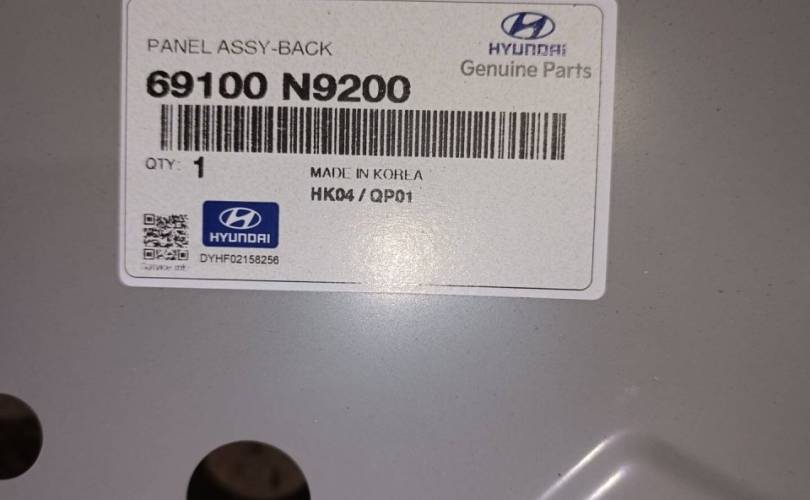 PANEL ASSY-BACK
HYUNDAI
Genuine Parts
69100 N9200
QTY: 1
MADE IN KOREA
HK04 / QP01
HYUNDAI
DYHF02158256